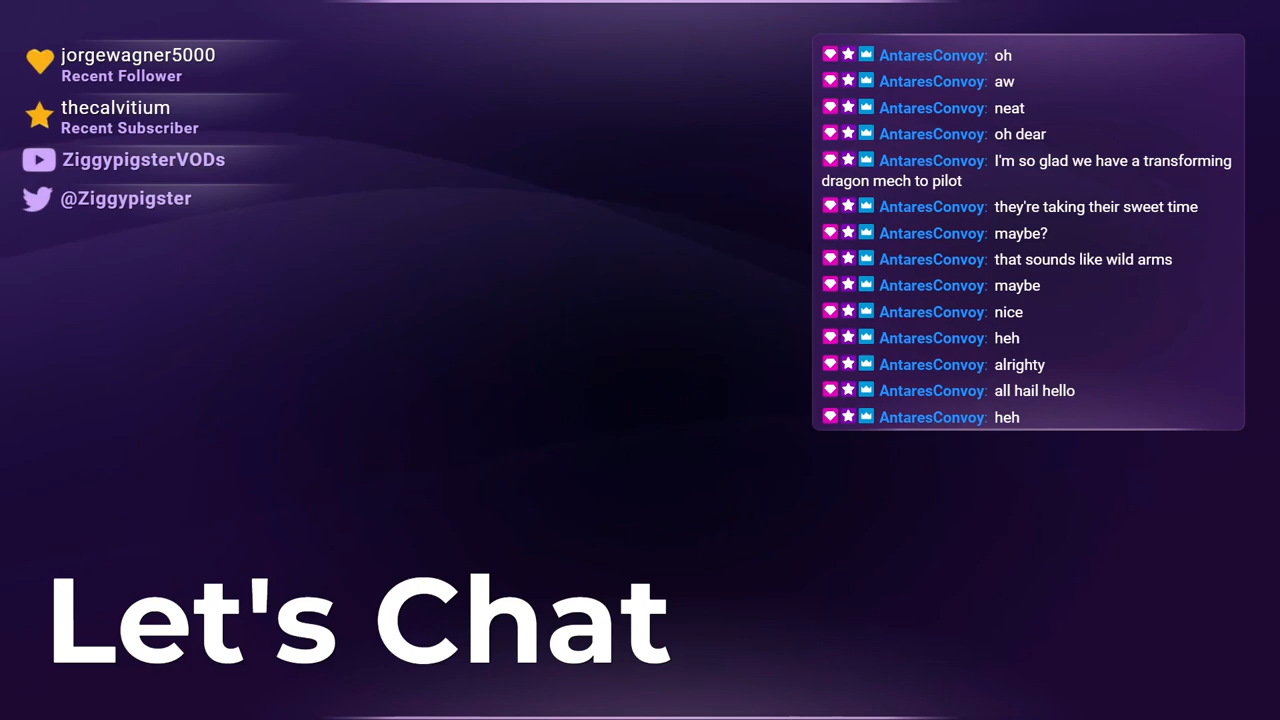 jorgewagner5000
Recent Follower
thecalvitium
Recent Subscriber
ZiggypigsterVODs
@Ziggypigster
AntaresConvoy: oh
AntaresConvoy: aw
AntaresConvoy: neat
AntaresConvoy: oh dear
AntaresConvoy: I'm so glad we have a transforming
dragon mech to pilot
AntaresConvoy: they're taking their sweet time
AntaresConvoy: maybe?
AntaresConvoy: that sounds like wild arms
AntaresConvoy: maybe
AntaresConvoy: nice
AntaresConvoy: heh
AntaresConvoy: alrighty
AntaresConvoy: all hail hello
AntaresConvoy: heh
Let's Chat